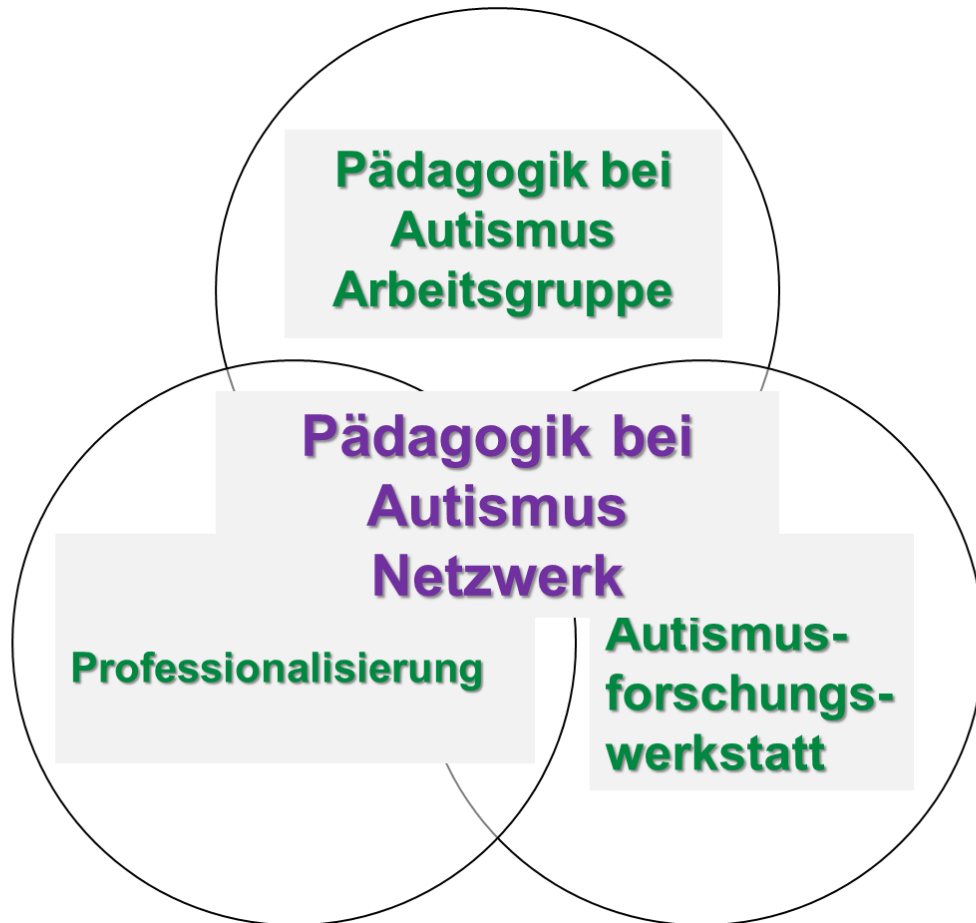 Pädagogik bei
Autismus
Arbeitsgruppe
Pädagogik bei
Autismus
Netzwerk
Professionalisierung
Autismus-
forschungs-
werkstatt